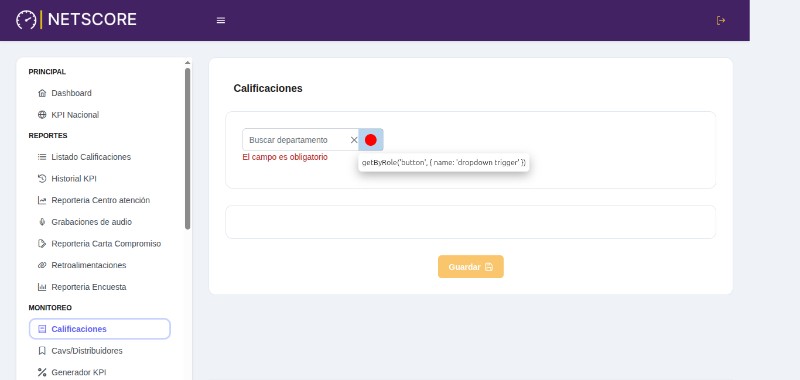 NETSCORE
PRINCIPAL
Dashboard
KPI Nacional
REPORTES
Listado Calificaciones
Historial KPI
Reporteria Centro atención
Grabaciones de audio
Reporteria Carta Compromiso
Retroalimentaciones
Reporteria Encuesta
MONITOREO
Calificaciones
Cavs/Distribuidores
Generador KPI
Calificaciones
Buscar departamento
El campo es obligatorio
getByRole('button', { name: 'dropdown trigger' })
Guardar